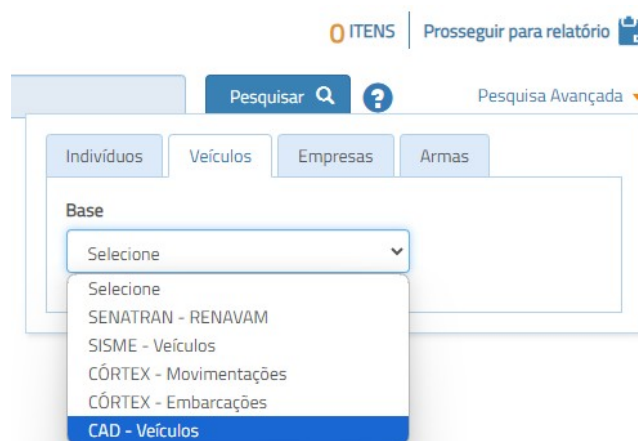 0 ITENS
Prosseguir para relatório
Pesquisar
Pesquisa Avançada
Indivíduos
Veículos
Empresas
Armas
Base
Selecione
Selecione
SENATRAN - RENAVAM
SISME - Veículos
CÓRTEX - Movimentações
CÓRTEX - Embarcações
CAD - Veículos